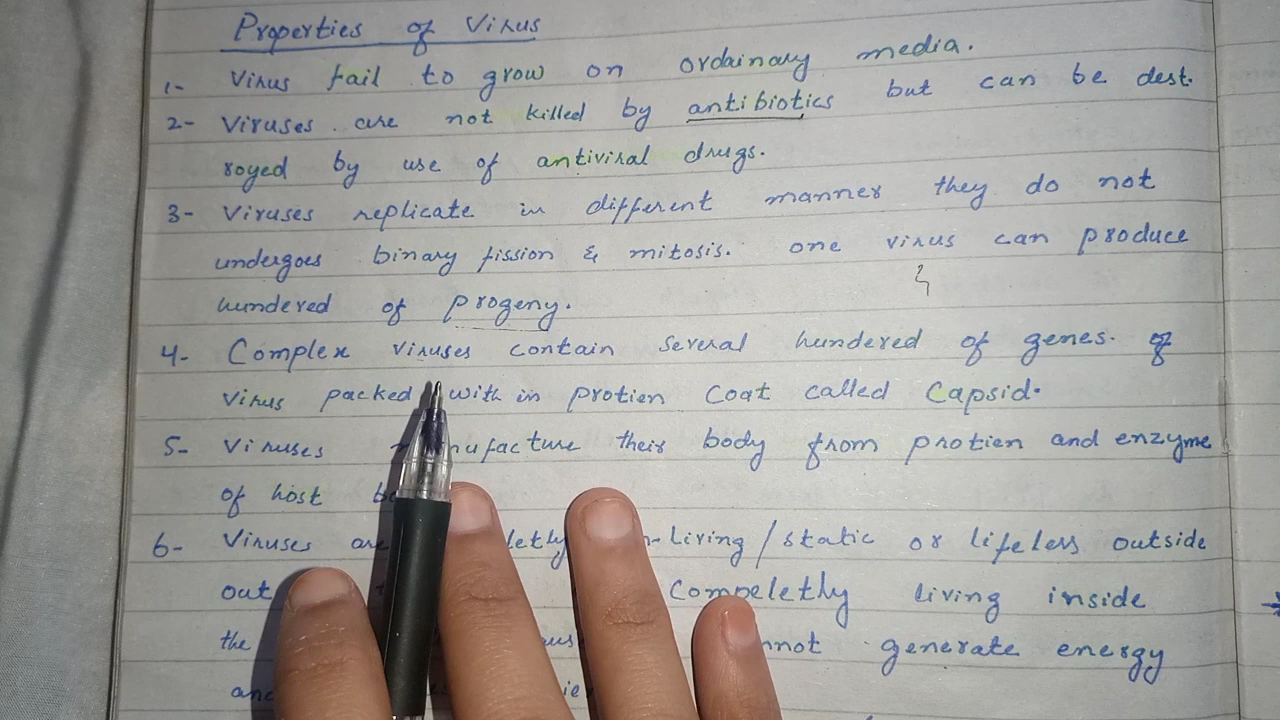 Properties of Virus
1- Virus fail to grow on ordainary media.
2- Viruses are not killed by antibiotics but can be dest.
royed by use of antiviral drugs.
3- Viruses replicate in different manner they do not
undergoes binary fission & mitosis. one virus can produce
hundered of progeny.
4- Complex viruses contain several hundered of genes. of
virus packed with in protien coat called Capsid.
5- Viruses their body from protien and enzyme
of host
6- Viruses living/static or lifeless outside
out Compeletly living inside
the generate energy